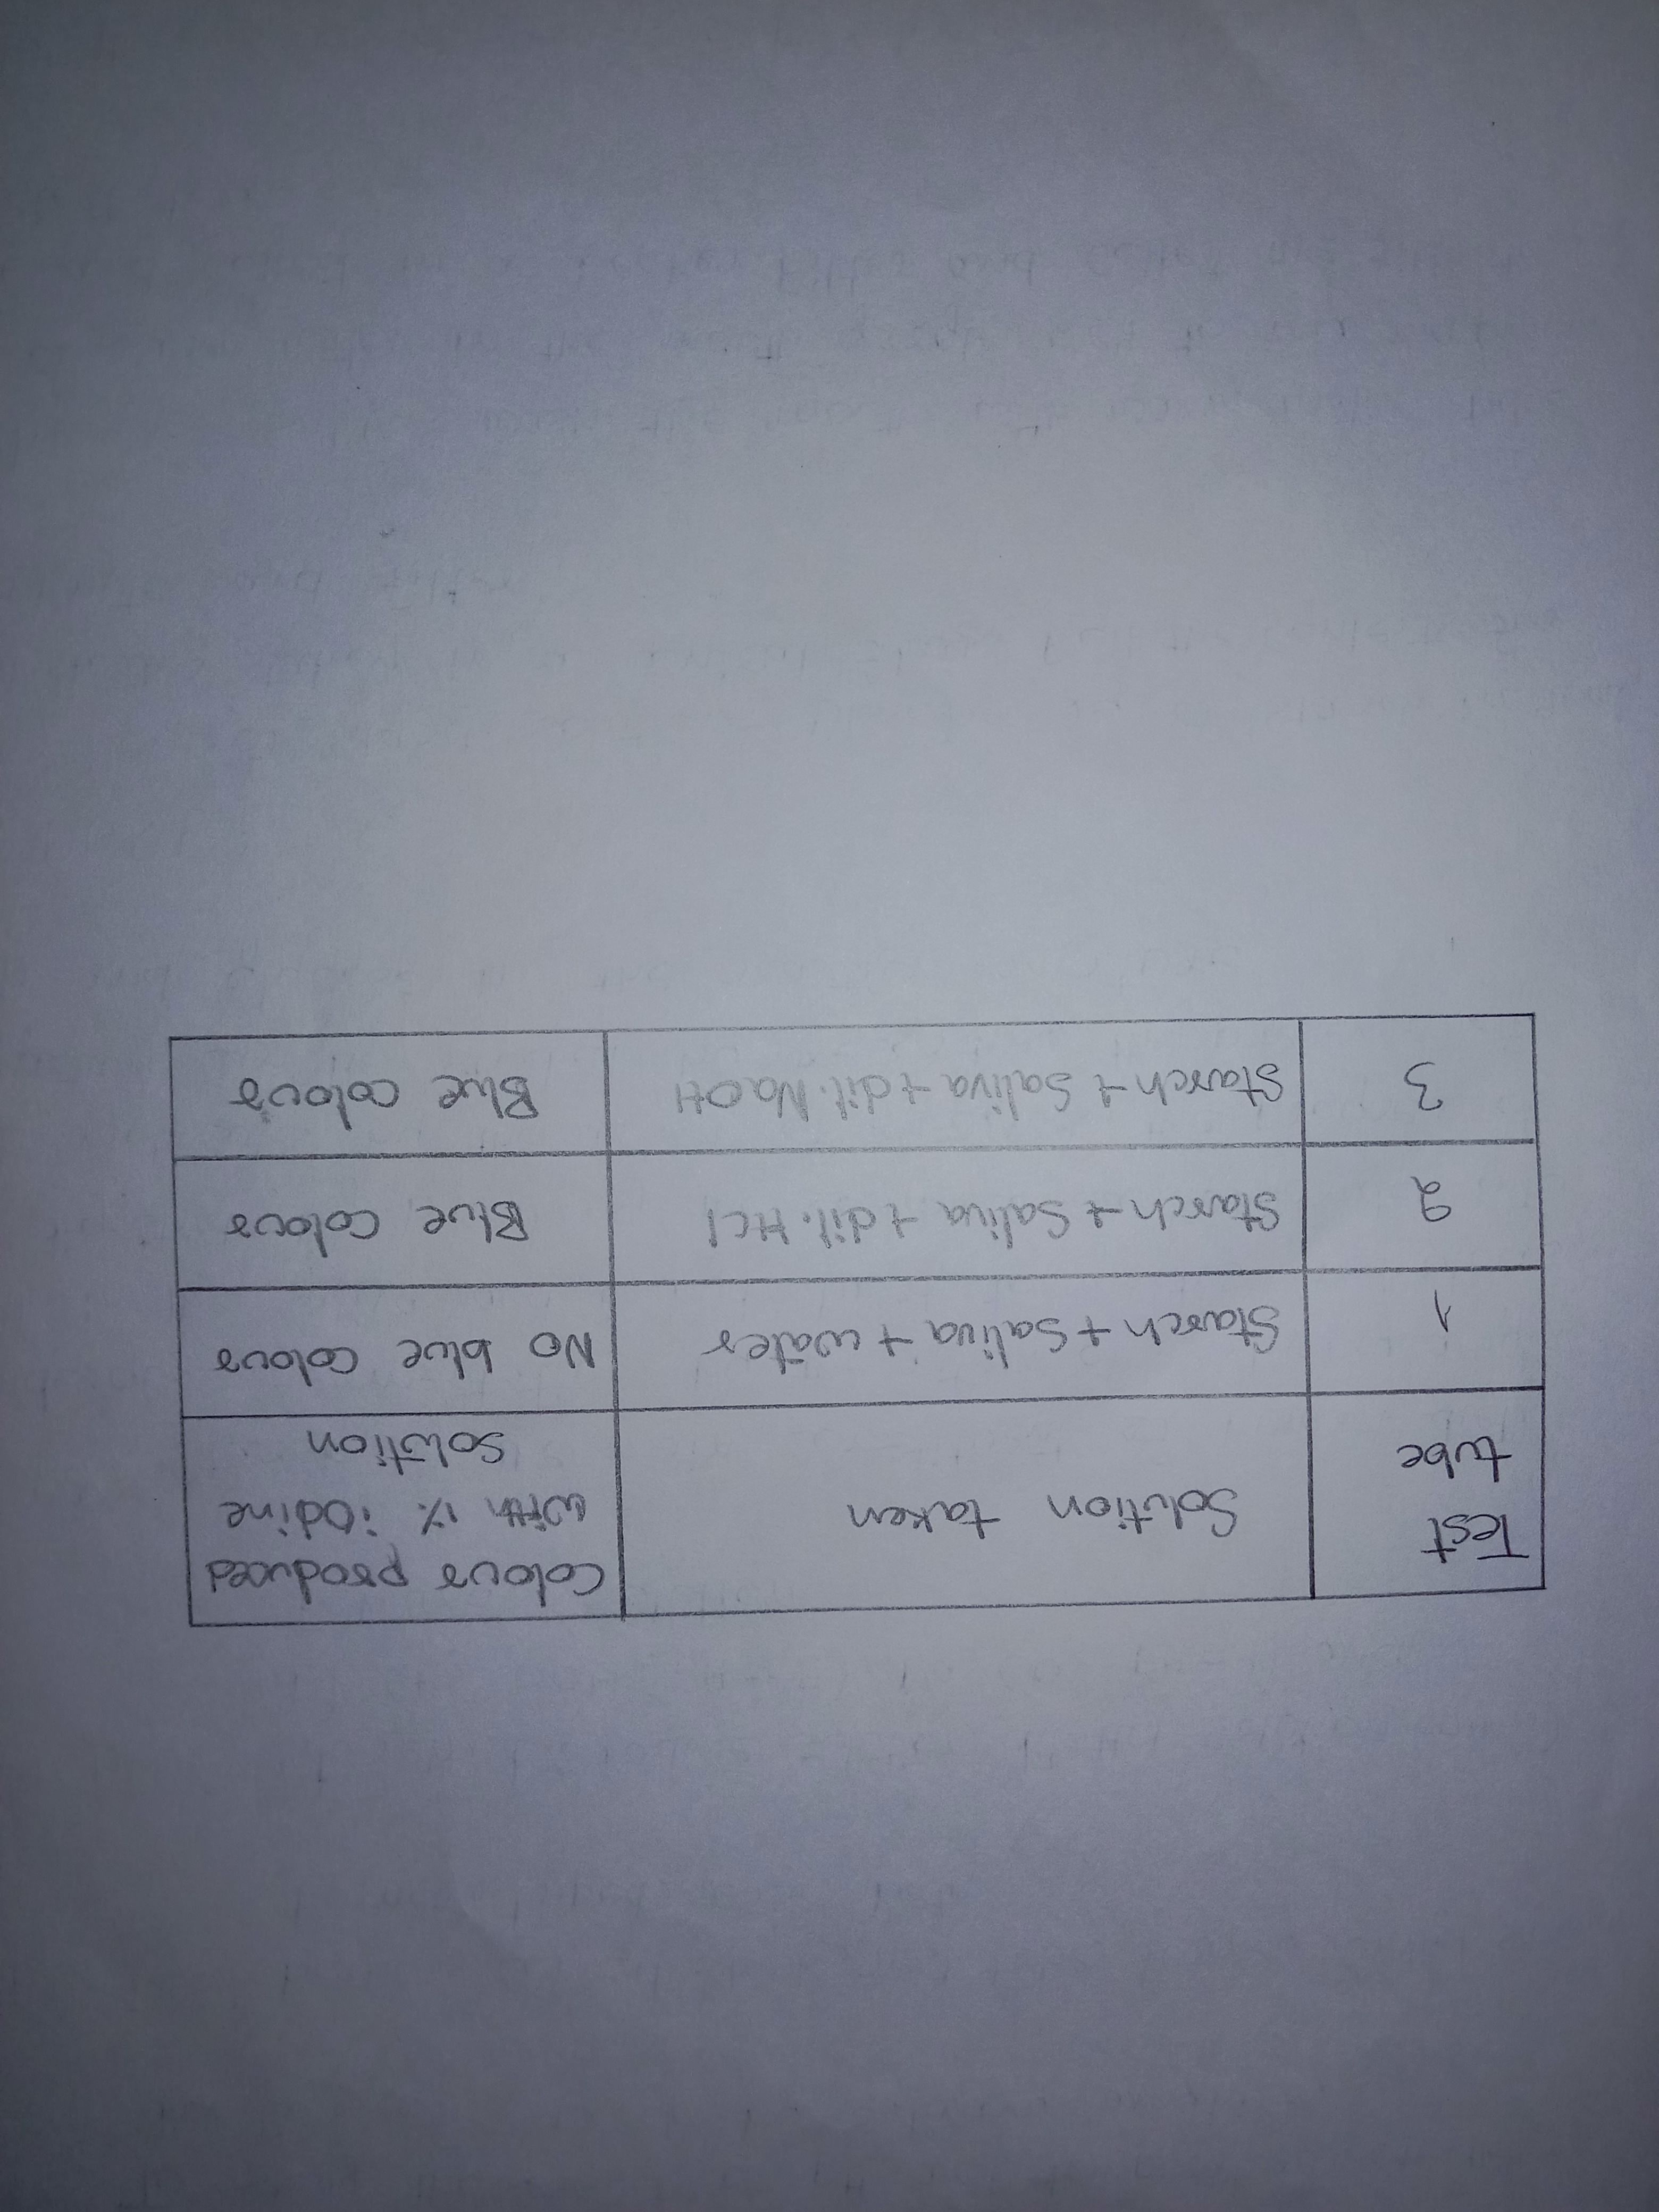 Test tube
Solution taken
Colour produced
with 1% iodine
Solution
1
Starch + Saliva + water
No blue colour
2
Starch + Saliva + dil. HCl
Blue colour
3
Starch + Saliva + dil. NaOH
Blue colour